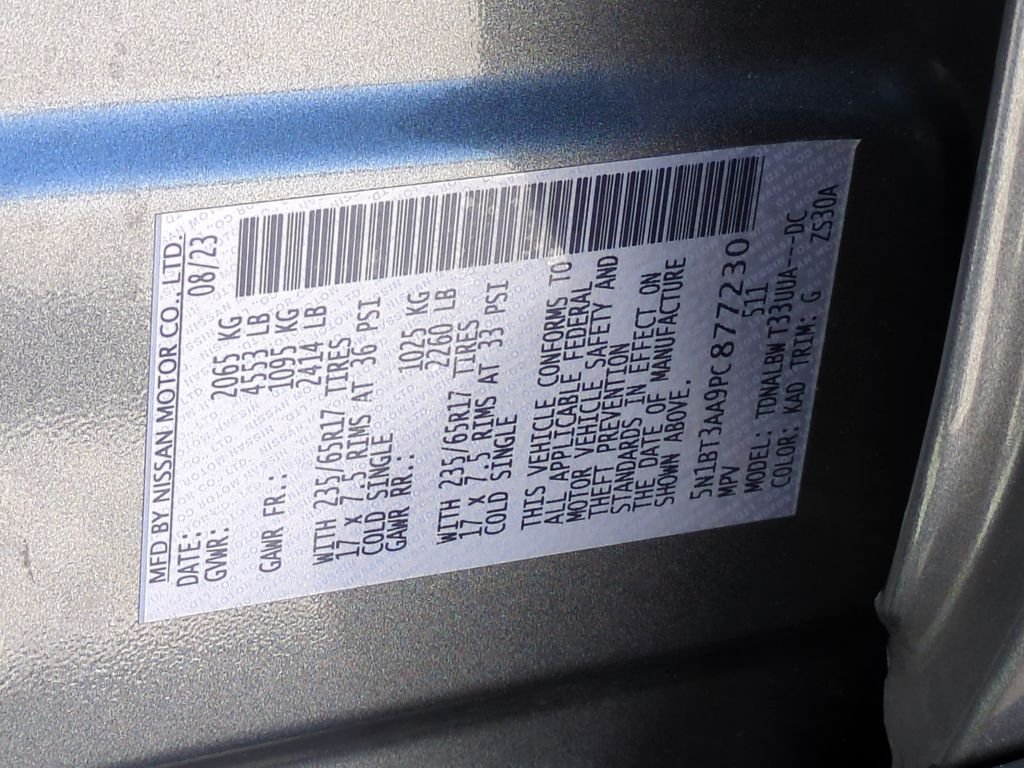 MFD BY NISSAN MOTOR CO., LTD.
DATE: 08/23
GVWR: 2065 KG
4553 LB
GAWR FR.: 1095 KG
2414 LB
WITH 235/65R17 TIRES
17 x 7.5 RIMS AT 36 PSI
COLD SINGLE
GAWR RR.: 1025 KG
2260 LB
WITH 235/65R17 TIRES
17 x 7.5 RIMS AT 33 PSI
COLD SINGLE
THIS VEHICLE CONFORMS TO
ALL APPLICABLE FEDERAL
MOTOR VEHICLE SAFETY AND
THEFT PREVENTION
STANDARDS IN EFFECT ON
THE DATE OF MANUFACTURE
SHOWN ABOVE.
5N1BT3AA9PC877230
MPV 511
MODEL: TONALBWT33UUA----DC
COLOR: KAD TRIM: G ZS30A